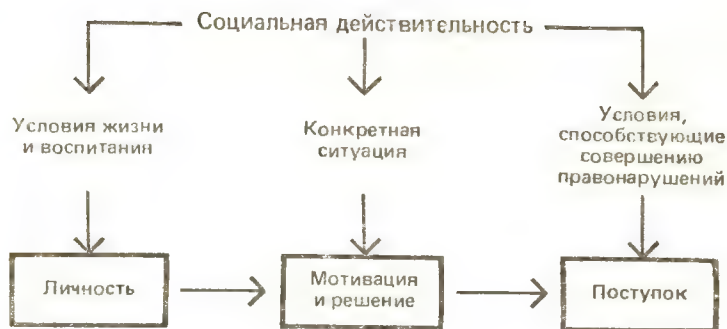 Социальная действительность
Условия жизни
и воспитания
Конкретная
ситуация
Условия,
способствующие
совершению
правонарушений
Личность
Мотивация
и решение
Поступок